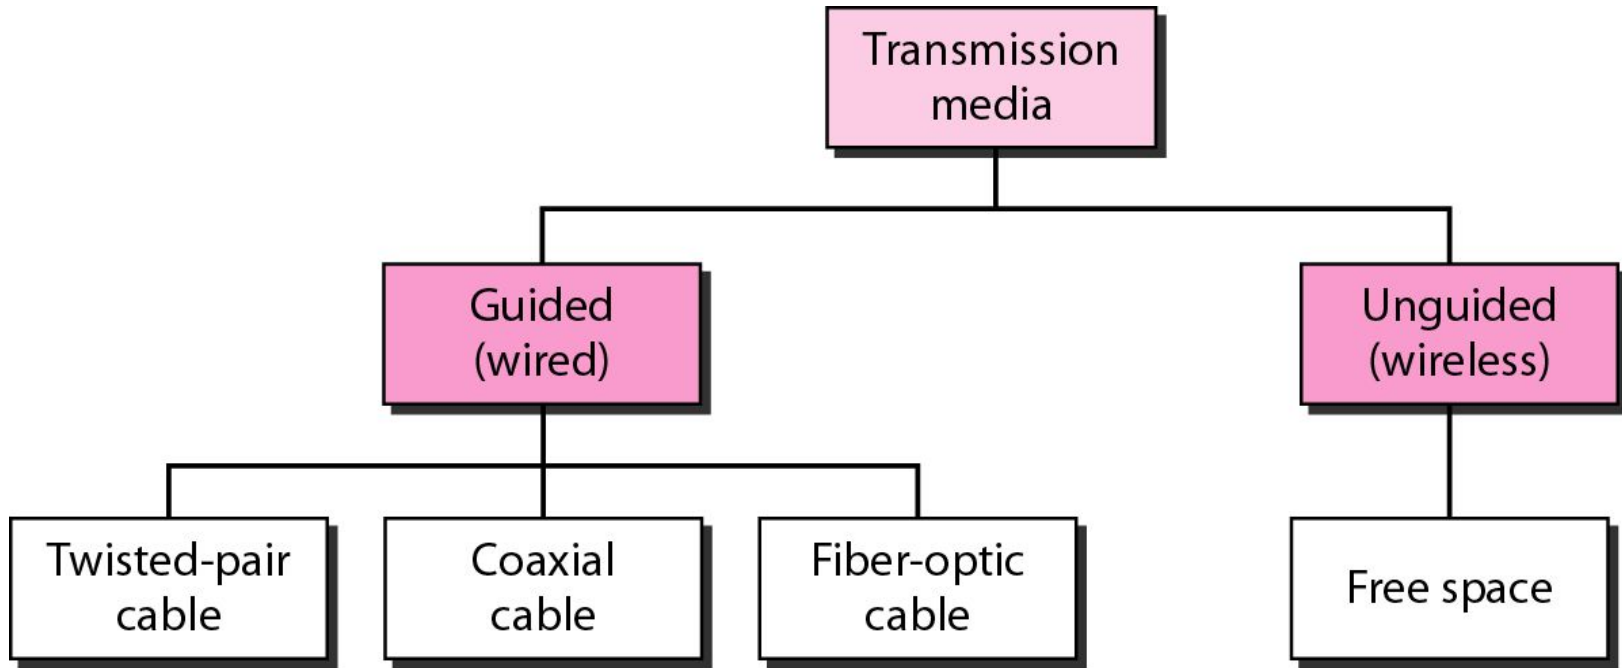 Transmission
media
Guided
(wired)
Unguided
(wireless)
Twisted-pair
cable
Coaxial
cable
Fiber-optic
cable
Free space